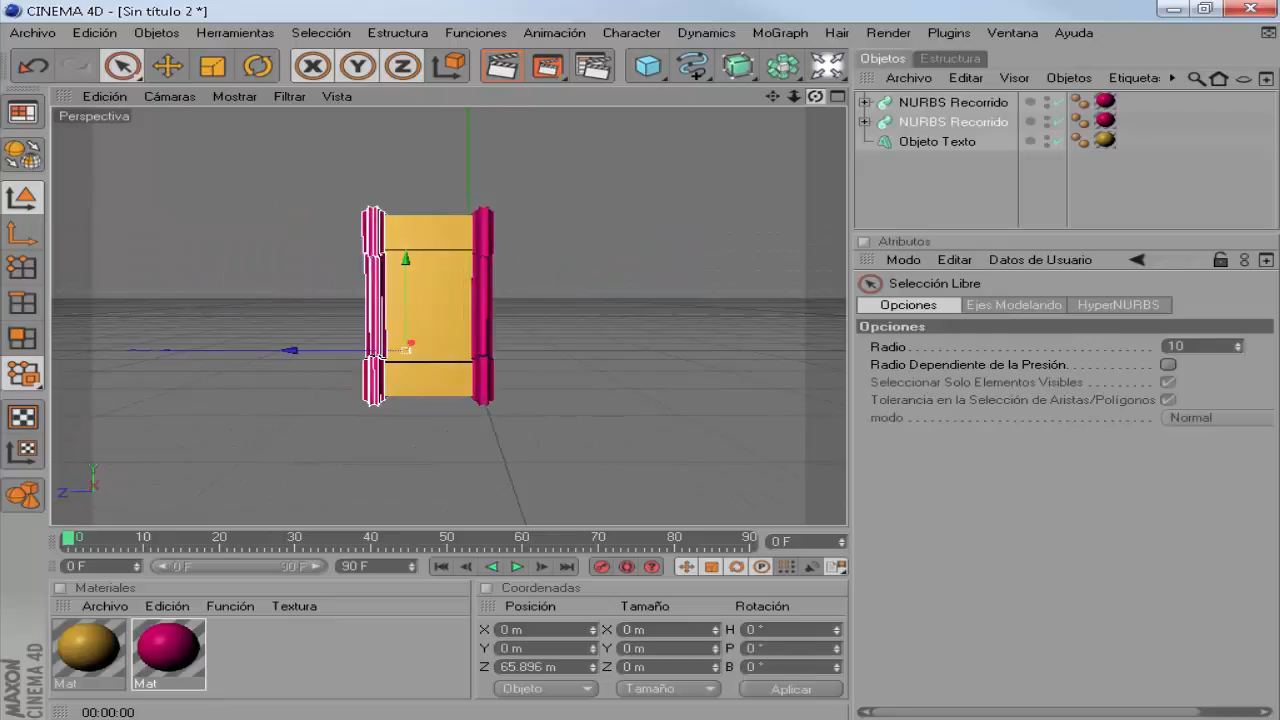 CINEMA 4D - [Sin título 2 *]
Archivo Edición Objetos Herramientas Selección Estructura Funciones Animación Character Dynamics MoGraph Hair Render Plugins Ventana Ayuda
X Y Z
Objetos Estructura
Archivo Editar Visor Objetos Etiqueta:
Edición Cámaras Mostrar Filtrar Vista
Perspectiva
NURBS Recorrido
NURBS Recorrido
Objeto Texto
Atributos
Modo Editar Datos de Usuario
Selección Libre
Opciones Ejes Modelando HyperNURBS
Opciones
Radio 10
Radio Dependiente de la Presión.
Seleccionar Solo Elementos Visibles
Tolerancia en la Selección de Aristas/Polígonos
modo Normal
Y
Z X
0 10 20 30 40 50 60 70 80 90 0 F
0 F 0 F 90 F 90 F
Materiales
Archivo Edición Función Textura
Mat Mat
Coordenadas
Posición Tamaño Rotación
X 0 m X 0 m H 0 °
Y 0 m Y 0 m P 0 °
Z 65.896 m Z 0 m B 0 °
Objeto Tamaño Aplicar
MAXON
CINEMA 4D
00:00:00